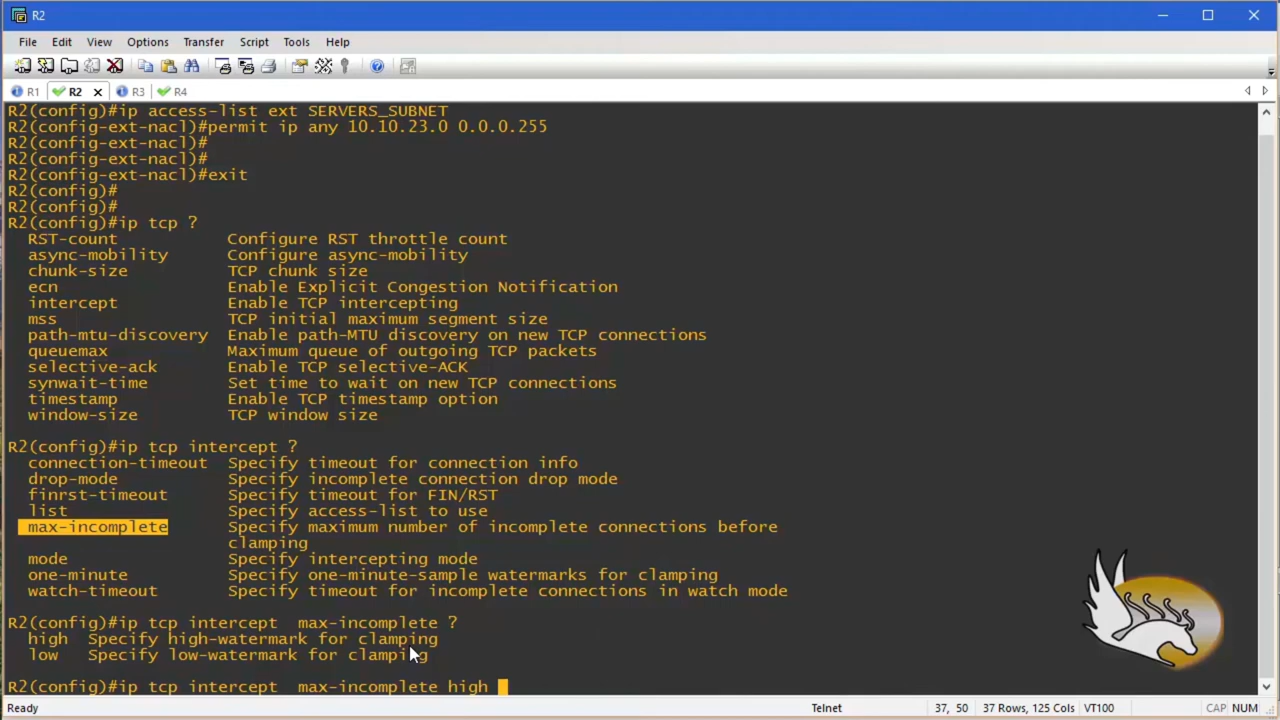 R2
File Edit View Options Transfer Script Tools Help
R1 R2 R3 R4
R2(config)#ip access-list ext SERVERS_SUBNET
R2(config-ext-nacl)#permit ip any 10.10.23.0 0.0.0.255
R2(config-ext-nacl)#
R2(config-ext-nacl)#
R2(config-ext-nacl)#exit
R2(config)#
R2(config)#
R2(config)#ip tcp ?
RST-count Configure RST throttle count
async-mobility Configure async-mobility
chunk-size TCP chunk size
ecn Enable Explicit Congestion Notification
intercept Enable TCP intercepting
mss TCP initial maximum segment size
path-mtu-discovery Enable path-MTU discovery on new TCP connections
queuemax Maximum queue of outgoing TCP packets
selective-ack Enable TCP selective-ACK
synwait-time Set time to wait on new TCP connections
timestamp Enable TCP timestamp option
window-size TCP window size
R2(config)#ip tcp intercept ?
connection-timeout Specify timeout for connection info
drop-mode Specify incomplete connection drop mode
finrst-timeout Specify timeout for FIN/RST
list Specify access-list to use
max-incomplete Specify maximum number of incomplete connections before
clamping
mode Specify intercepting mode
one-minute Specify one-minute-sample watermarks for clamping
watch-timeout Specify timeout for incomplete connections in watch mode
R2(config)#ip tcp intercept  max-incomplete ?
high Specify high-watermark for clamping
low Specify low-watermark for clamping
R2(config)#ip tcp intercept  max-incomplete high
Ready Telnet 37, 50 37 Rows, 125 Cols VT100 CAP NUM